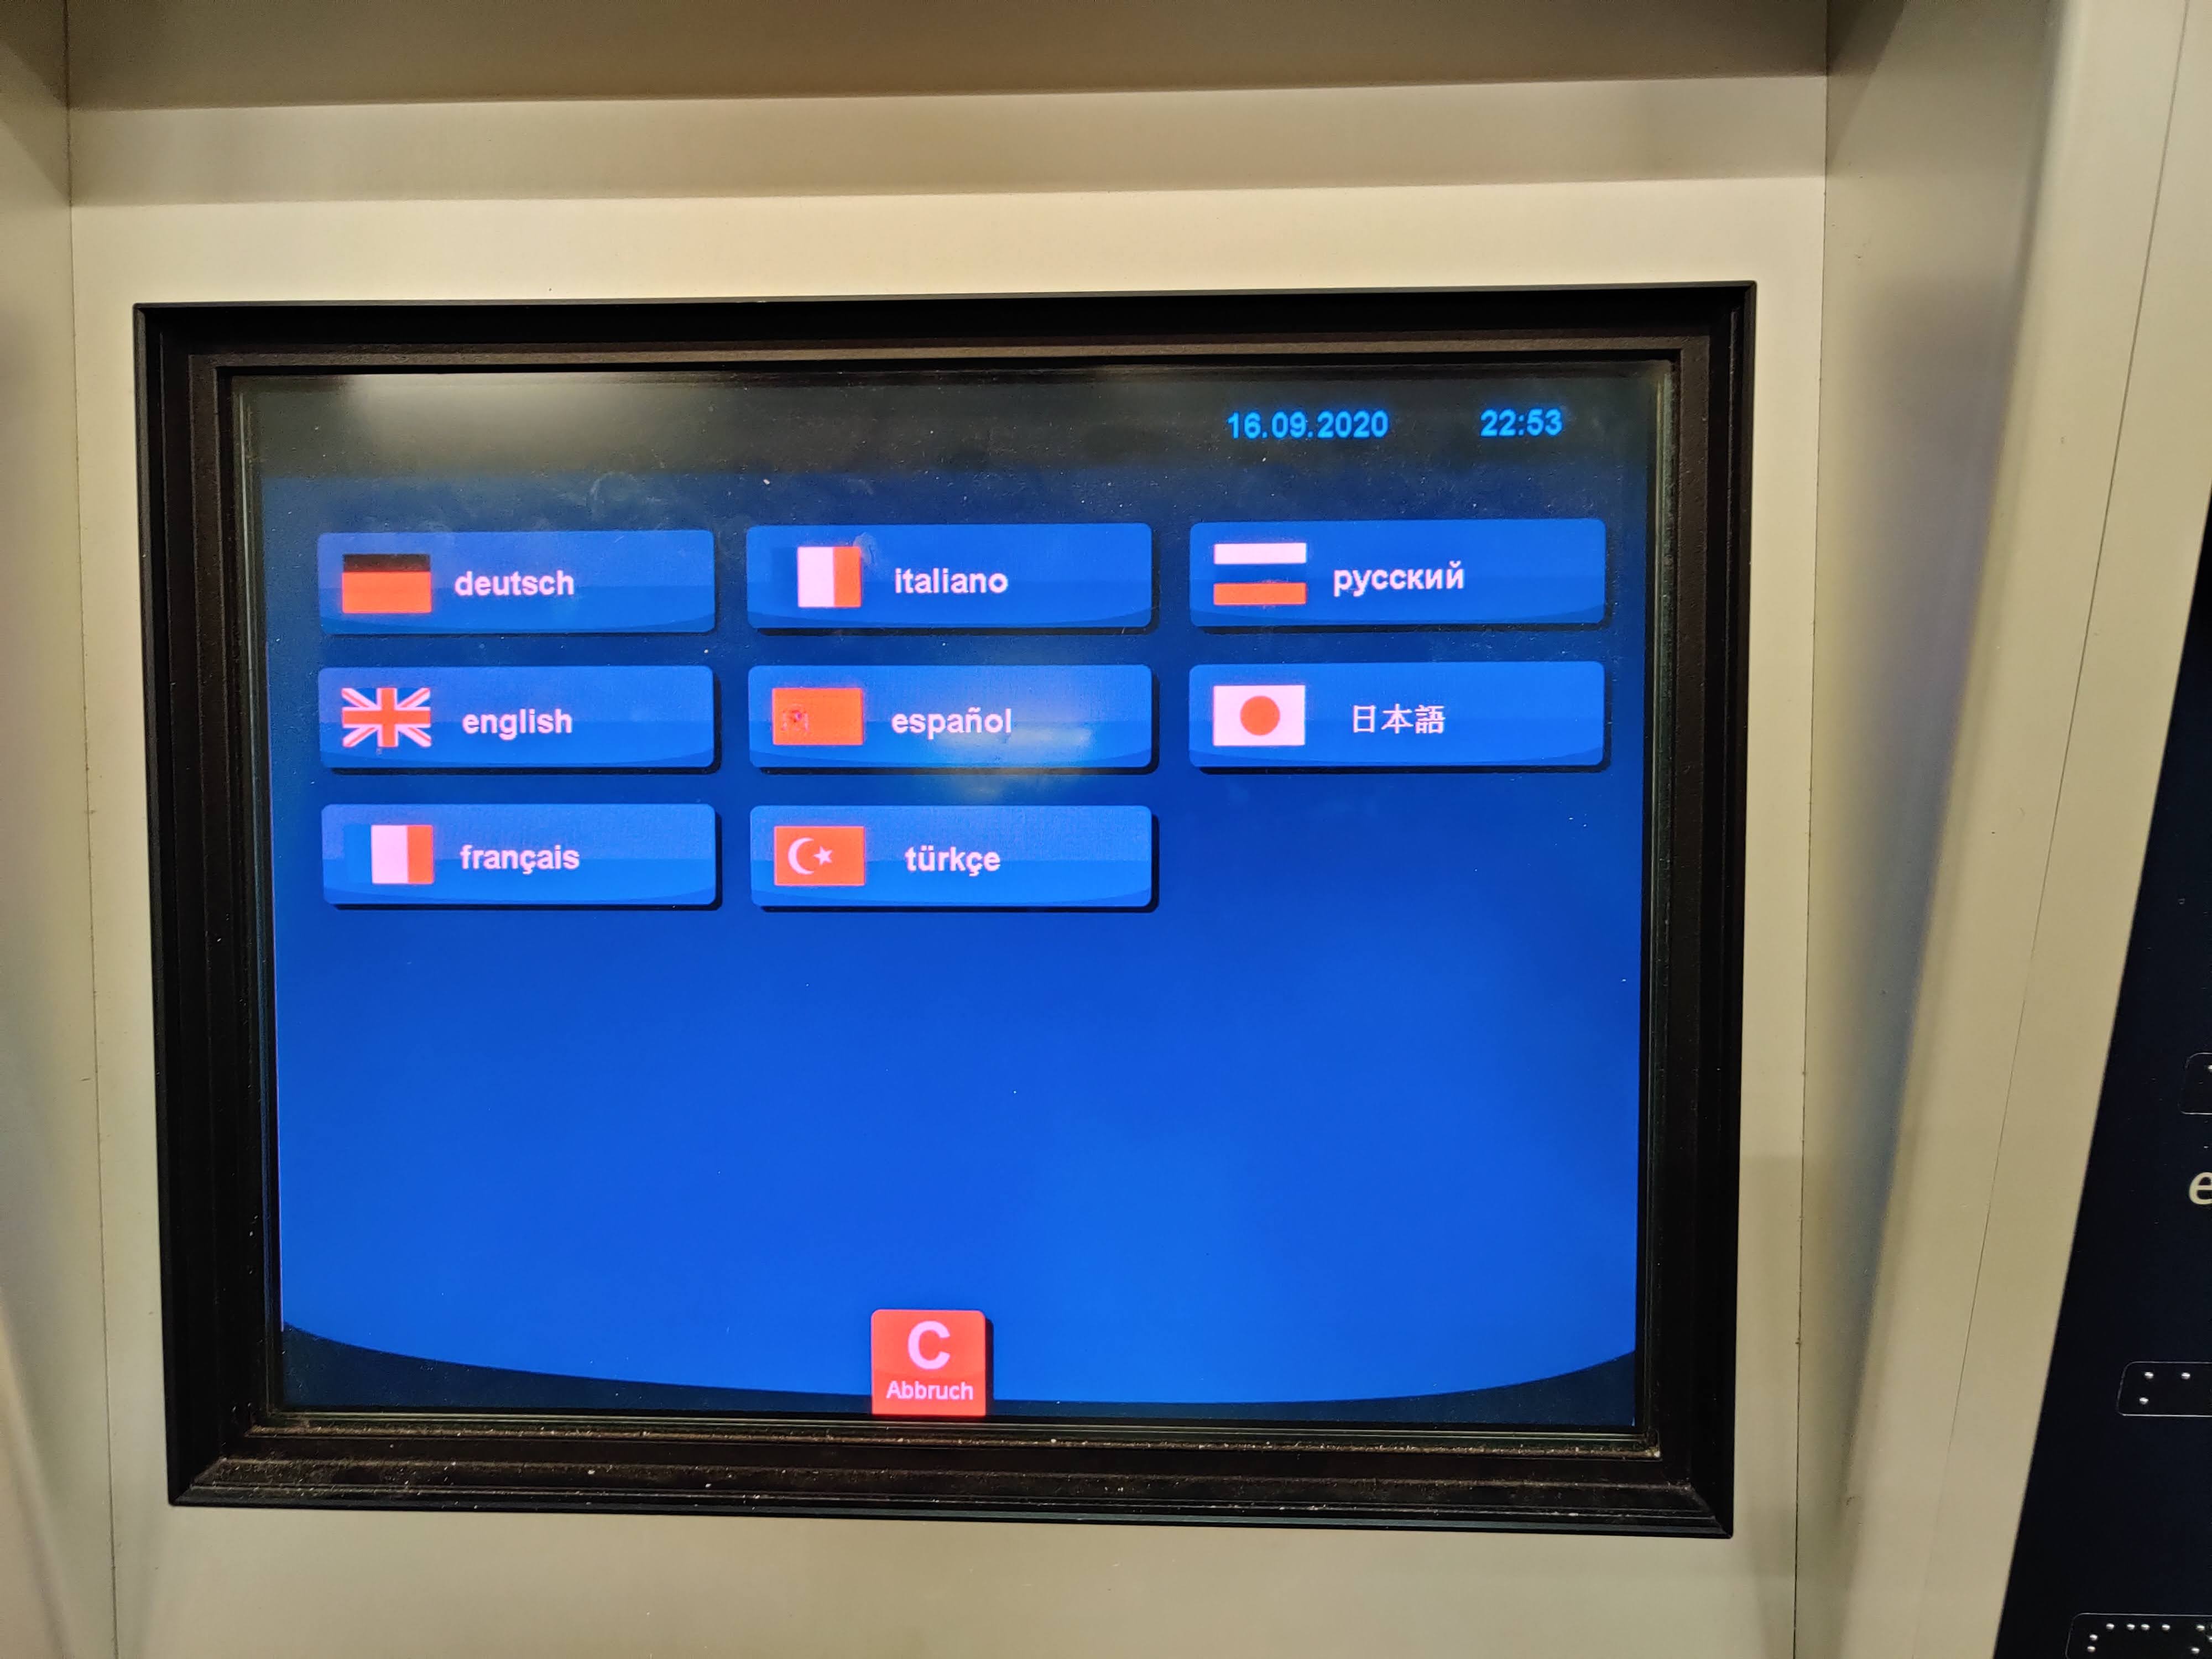 16.09.2020 22:53
deutsch italiano русский
english español 日本語
français türkçe
C
Abbruch
e